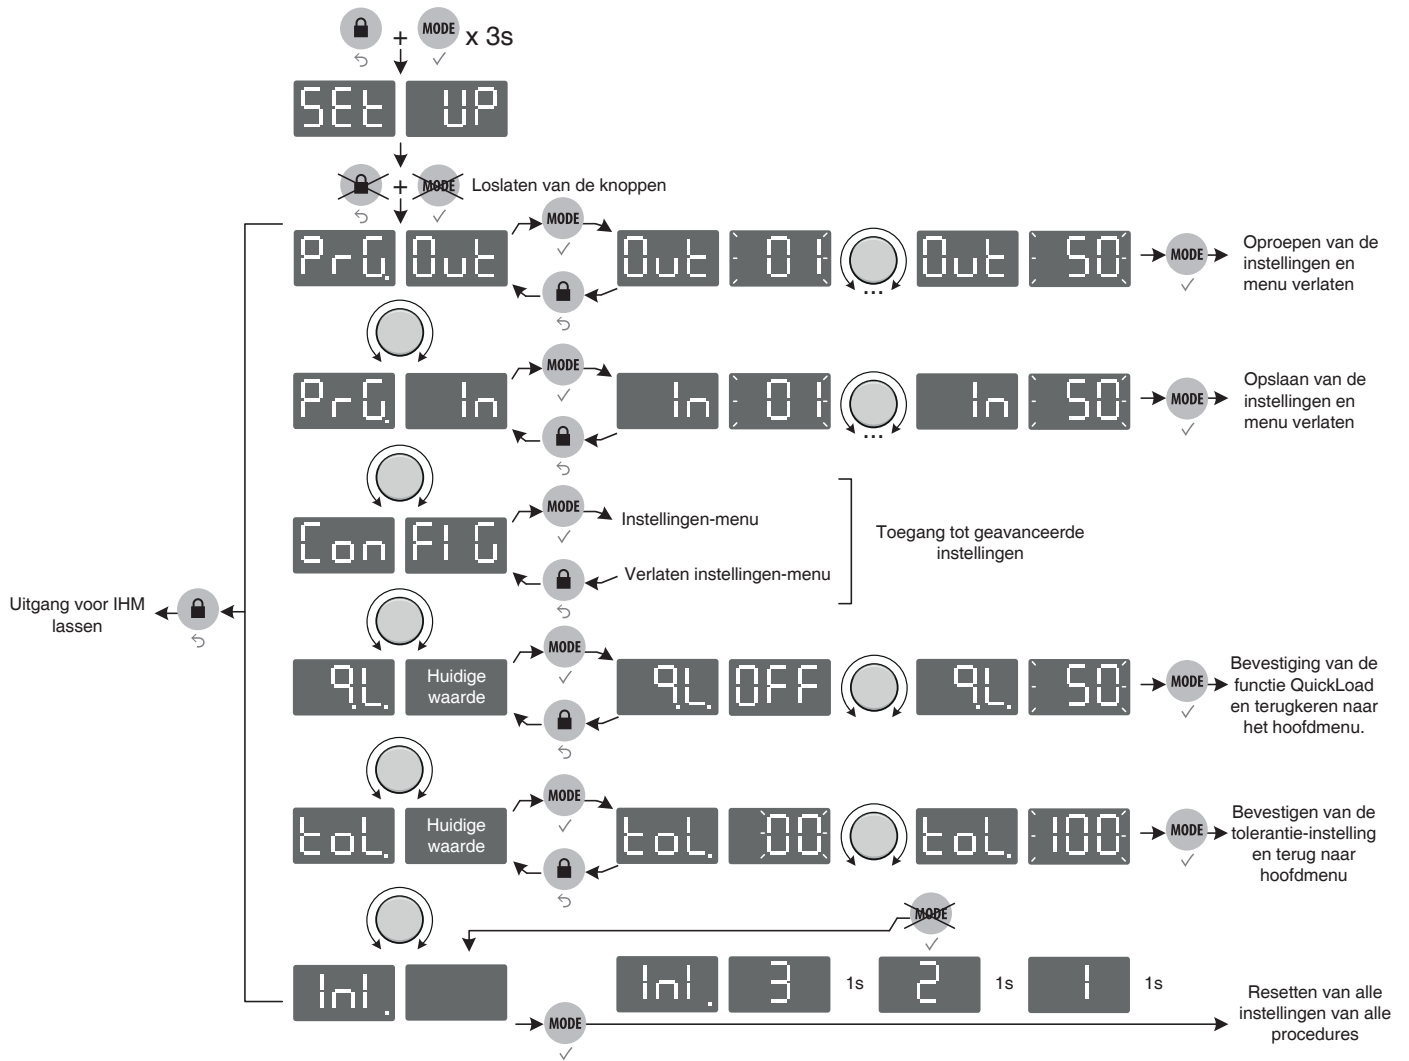 + MODE x 3s
SEt UP
+ MODE Loslaten van de knoppen
PrG. Out MODE Out 01 ... Out 50 MODE
Oproepen van de
instellingen en
menu verlaten
PrG. In MODE In 01 ... In 50 MODE
Opslaan van de
instellingen en
menu verlaten
Con FIG MODE Instellingen-menu
Verlaten instellingen-menu
Toegang tot geavanceerde
instellingen
Uitgang voor IHM
lassen
q.L. Huidige
waarde
MODE q.L. OFF q.L. 50 MODE
Bevestiging van de
functie QuickLoad
en terugkeren naar
het hoofdmenu.
toL. Huidige
waarde
MODE toL. 00 toL. 100 MODE
Bevestigen van de
tolerantie-instelling
en terug naar
hoofdmenu
MODE
InI. InI. 3 1s 2 1s 1 1s
MODE
Resetten van alle
instellingen van alle
procedures